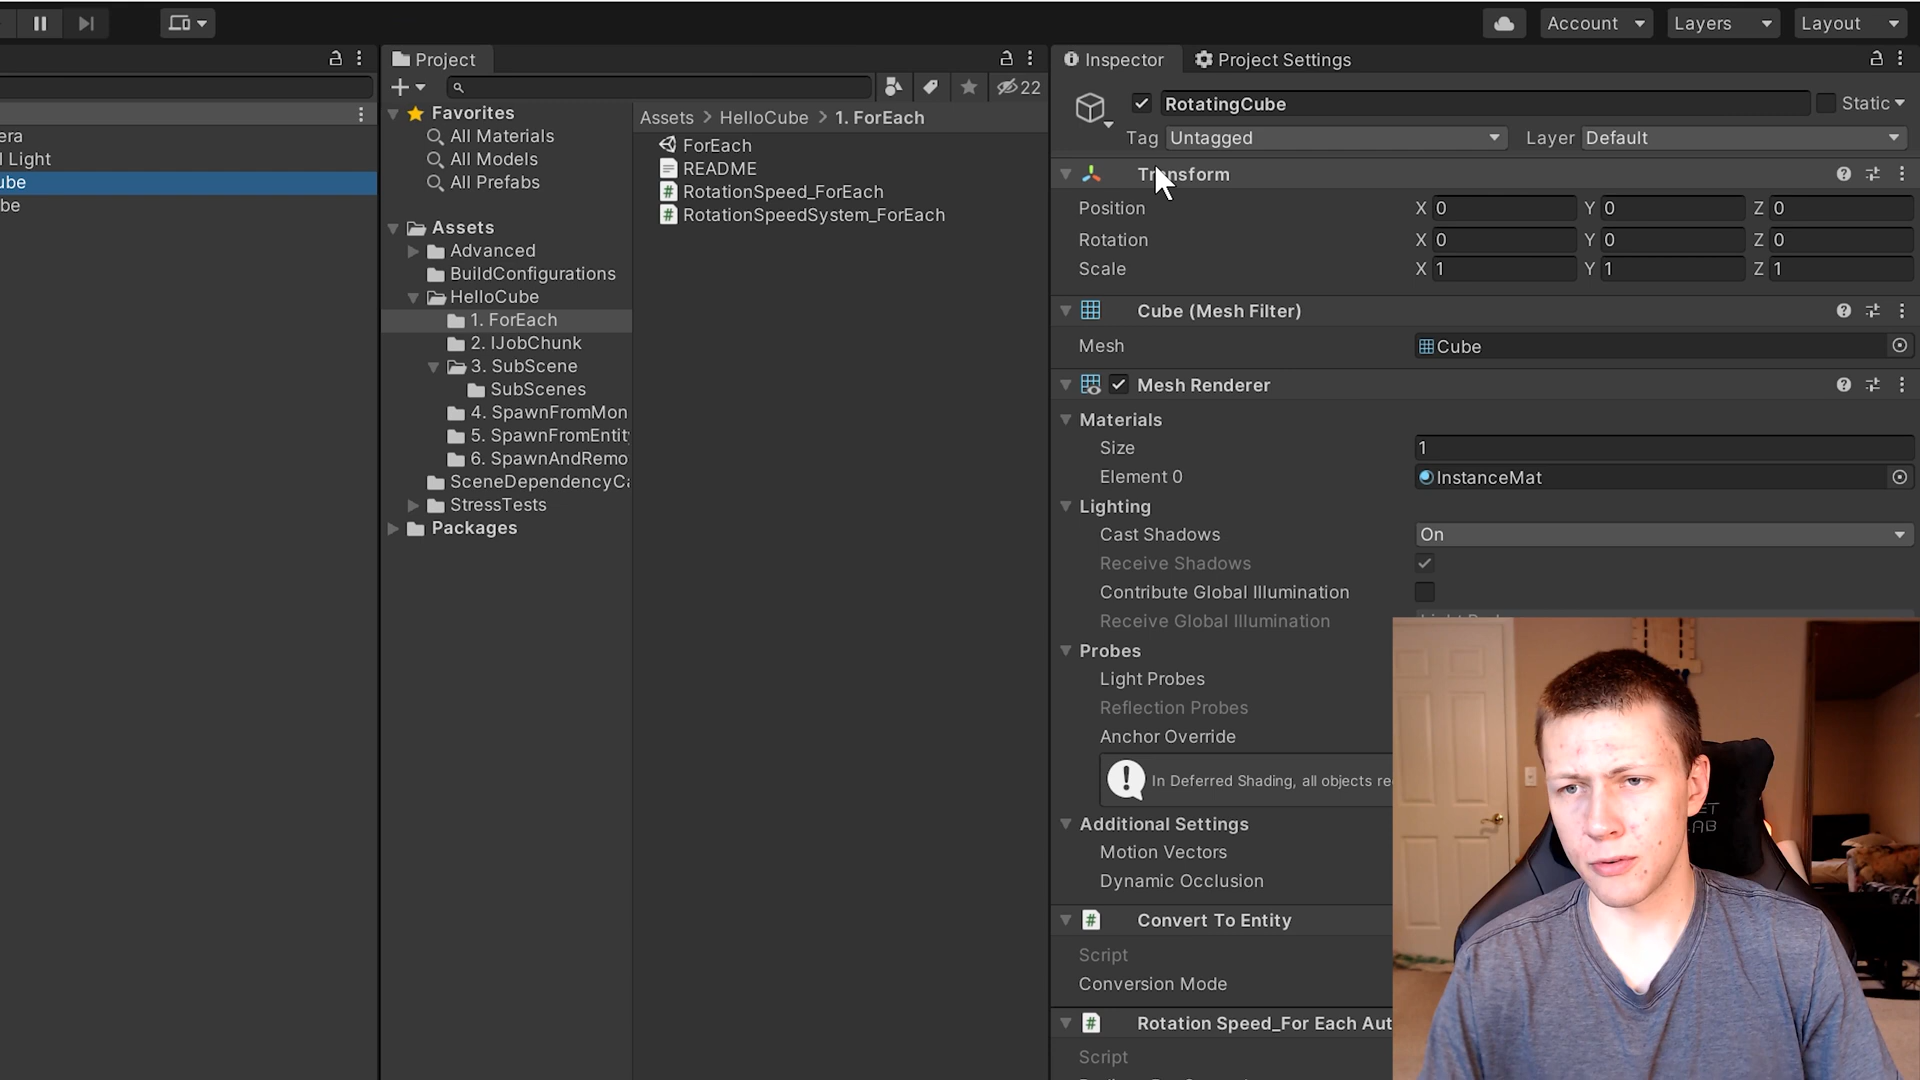 Account
Layers
Layout
Project
22
Favorites
All Materials
All Models
All Prefabs
Assets
Advanced
BuildConfigurations
HelloCube
1. ForEach
2. IJobChunk
3. SubScene
SubScenes
4. SpawnFromMon
5. SpawnFromEntit
6. SpawnAndRemo
SceneDependencyCa
StressTests
Packages
era
l Light
ube
be
Assets > HelloCube > 1. ForEach
ForEach
README
RotationSpeed_ForEach
RotationSpeedSystem_ForEach
Inspector
Project Settings
RotatingCube
Static
Tag Untagged
Layer Default
Transform
Position X 0 Y 0 Z 0
Rotation X 0 Y 0 Z 0
Scale X 1 Y 1 Z 1
Cube (Mesh Filter)
Mesh Cube
Mesh Renderer
Materials
Size 1
Element 0 InstanceMat
Lighting
Cast Shadows On
Receive Shadows
Contribute Global Illumination
Receive Global Illumination
Probes
Light Probes
Reflection Probes
Anchor Override
In Deferred Shading, all objects re
Additional Settings
Motion Vectors
Dynamic Occlusion
# Convert To Entity
Script
Conversion Mode
# Rotation Speed_For Each Aut
Script